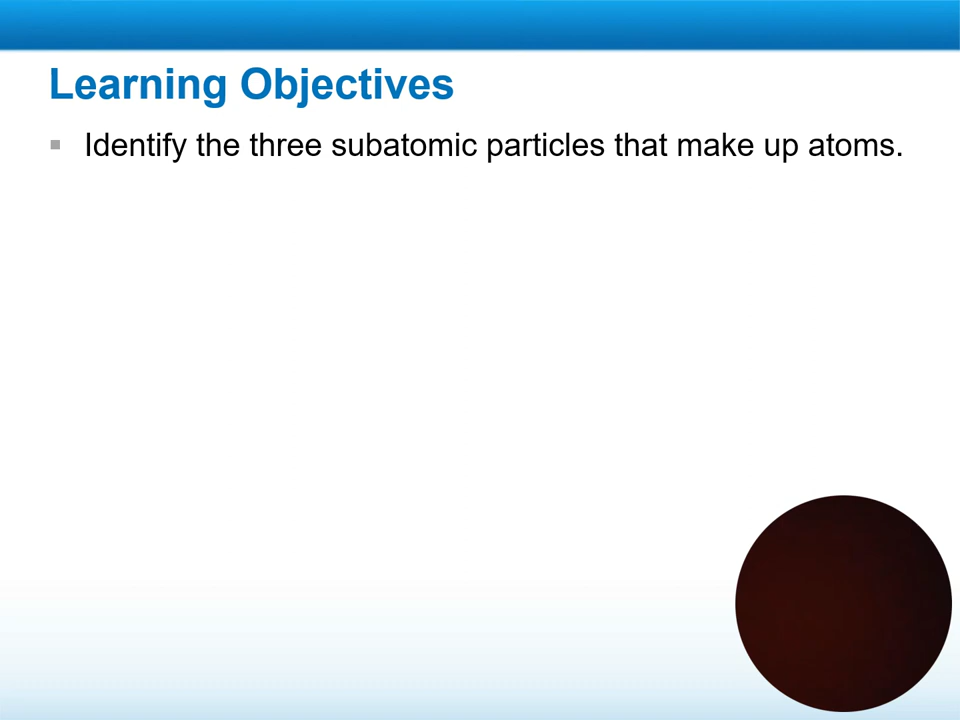 Learning Objectives
Identify the three subatomic particles that make up atoms.